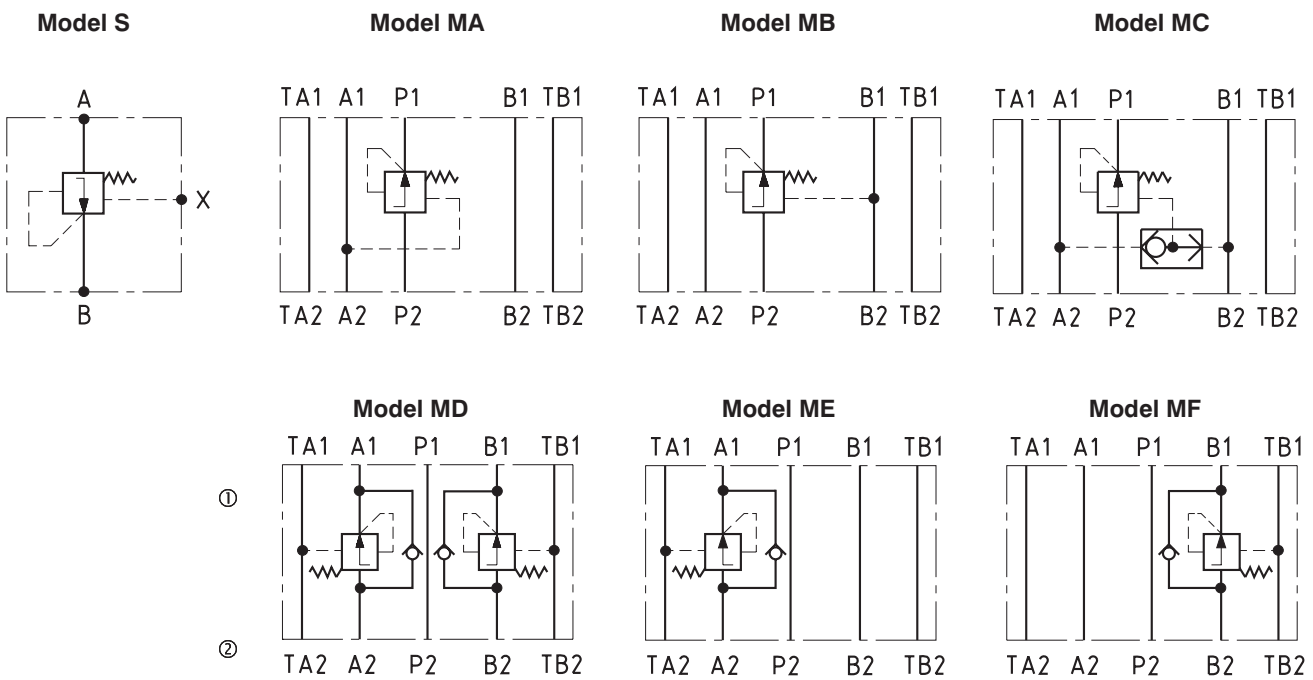 Model S Model MA Model MB Model MC
A TA1 A1 P1 B1 TB1 TA1 A1 P1 B1 TB1 TA1 A1 P1 B1 TB1
X
B TA2 A2 P2 B2 TB2 TA2 A2 P2 B2 TB2 TA2 A2 P2 B2 TB2
Model MD Model ME Model MF
TA1 A1 P1 B1 TB1 TA1 A1 P1 B1 TB1 TA1 A1 P1 B1 TB1
①
②
TA2 A2 P2 B2 TB2 TA2 A2 P2 B2 TB2 TA2 A2 P2 B2 TB2